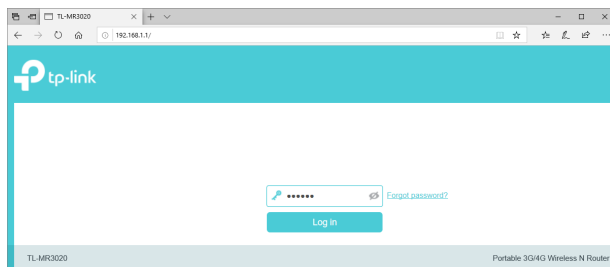 TL-MR3020
192.168.1.1/
tp-link
Forgot password?
Log in
TL-MR3020
Portable 3G/4G Wireless N Router